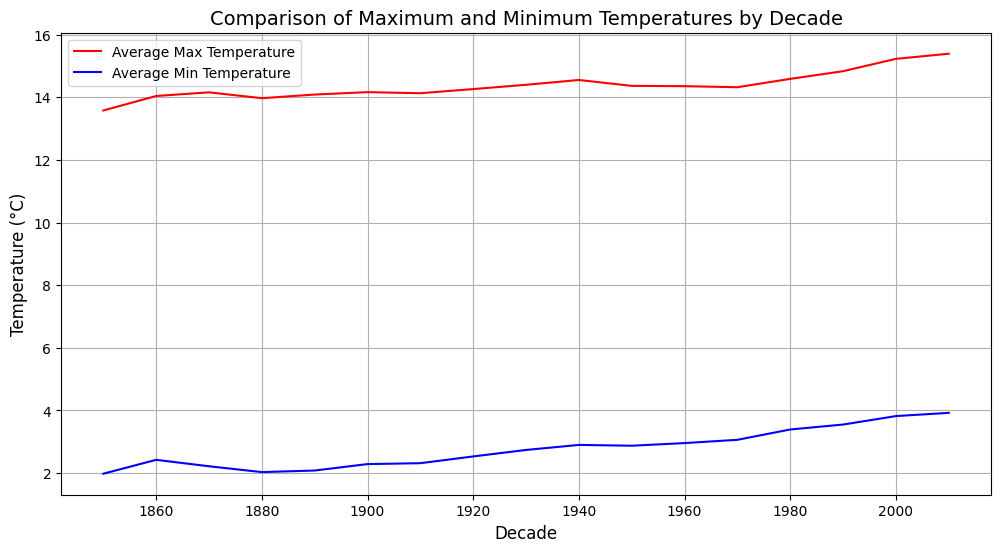 Comparison of Maximum and Minimum Temperatures by Decade
Average Max Temperature
Average Min Temperature
Temperature (°C)
16
14
12
10
8
6
4
2
1860 1880 1900 1920 1940 1960 1980 2000
Decade